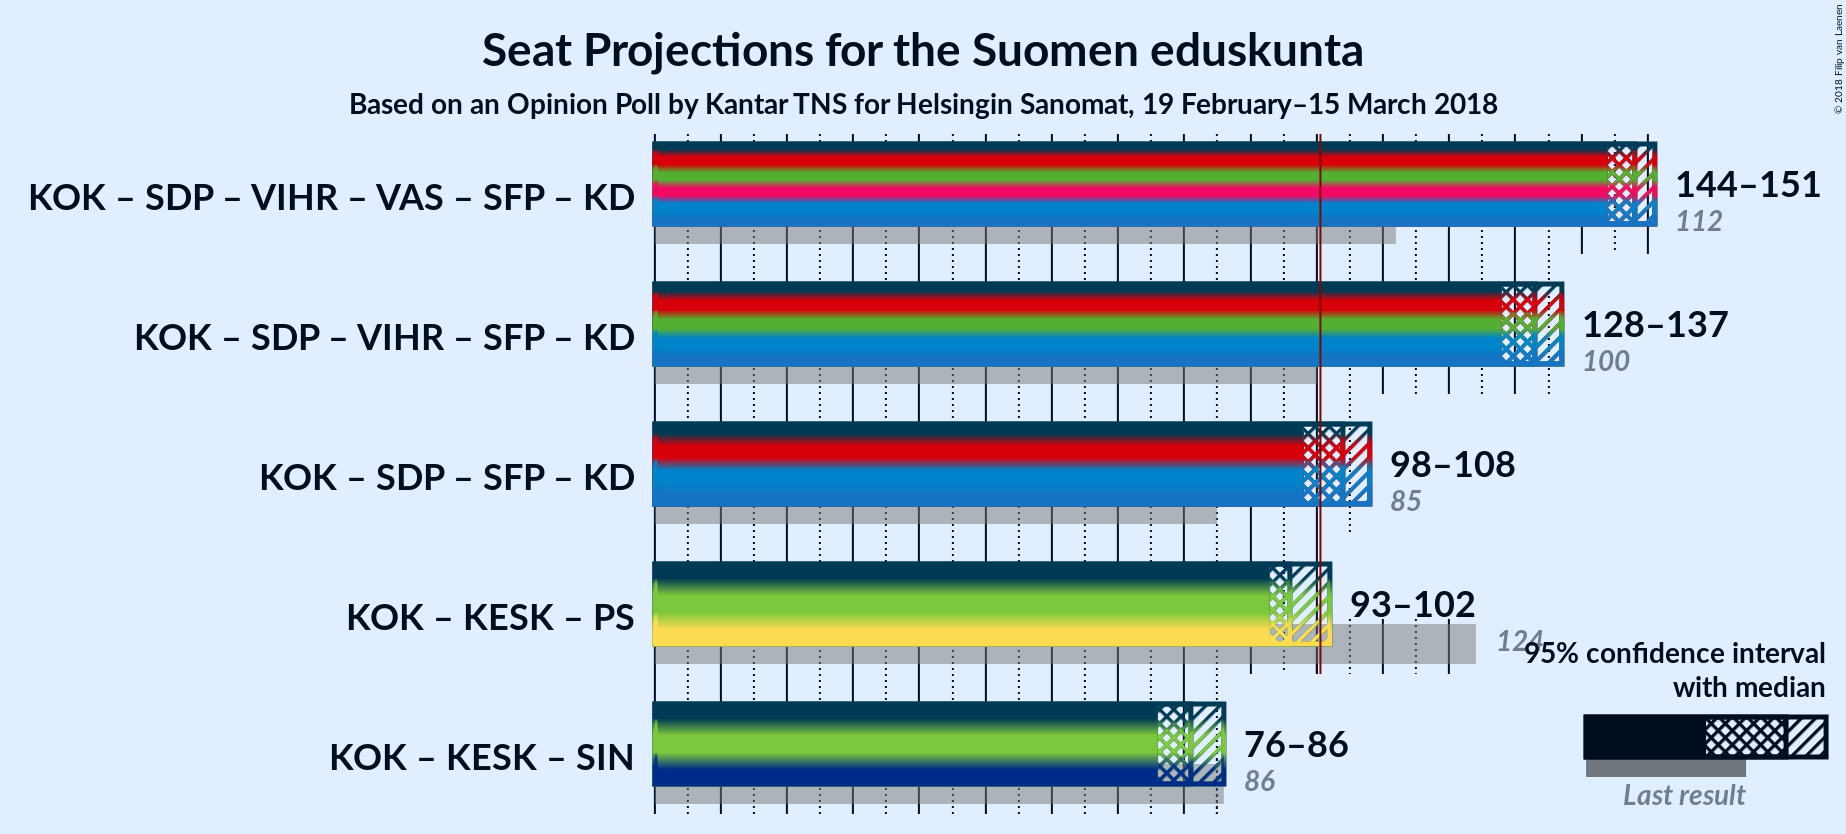 Seat Projections for the Suomen eduskunta
Based on an Opinion Poll by Kantar TNS for Helsingin Sanomat, 19 February–15 March 2018
© 2018 Filip van Laenen
KOK – SDP – VIHR – VAS – SFP – KD
144–151
112
KOK – SDP – VIHR – SFP – KD
128–137
100
KOK – SDP – SFP – KD
98–108
85
KOK – KESK – PS
93–102
124
KOK – KESK – SIN
76–86
86
95% confidence interval
with median
Last result